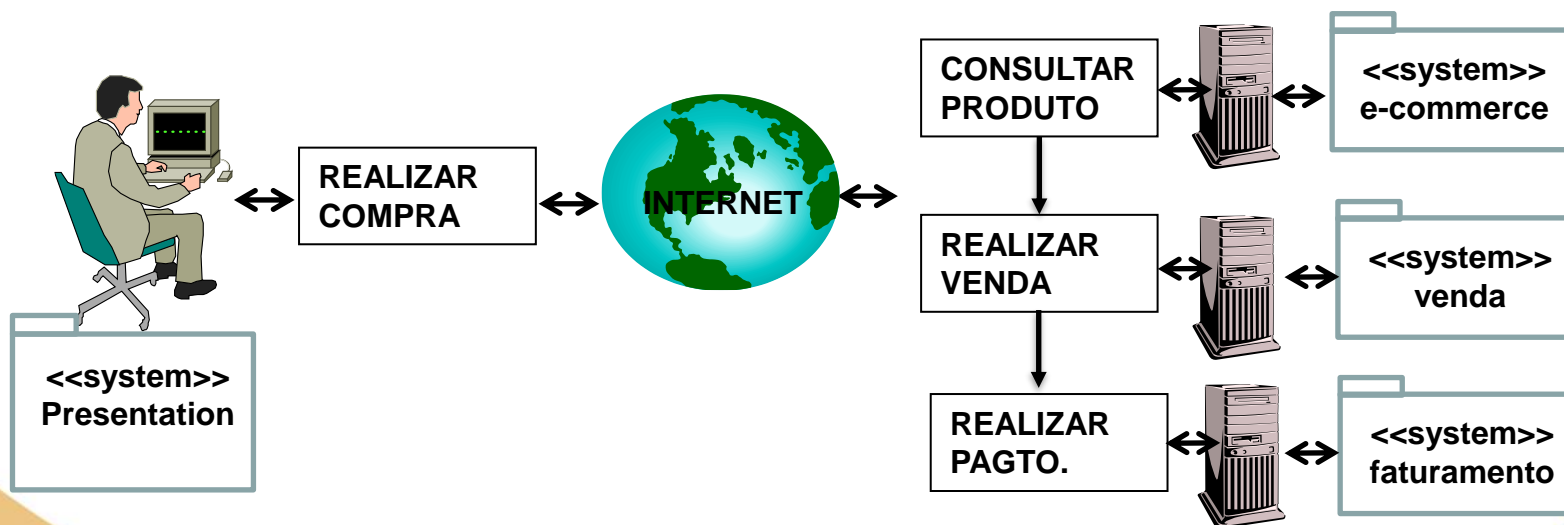 REALIZAR
COMPRA
<<system>>
Presentation
INTERNET
CONSULTAR
PRODUTO
<<system>>
e-commerce
REALIZAR
VENDA
<<system>>
venda
REALIZAR
PAGTO.
<<system>>
faturamento